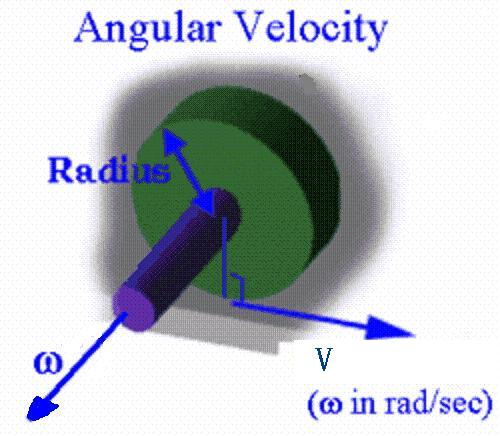 Angular Velocity
Radius
ω
V
(ω in rad/sec)